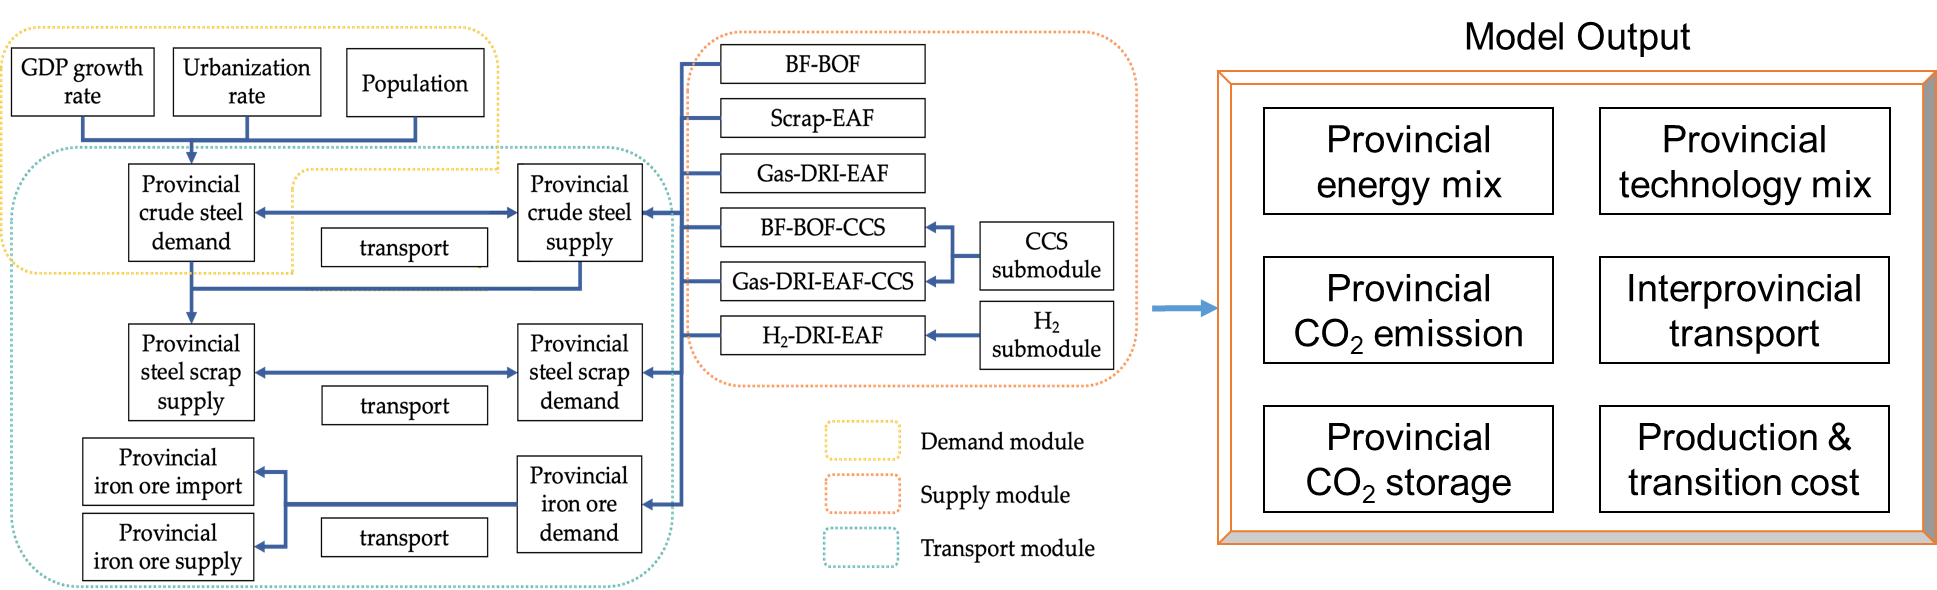 GDP growth
rate
Urbanization
rate
Population
Provincial
crude steel
demand
transport
Provincial
crude steel
supply
Provincial
steel scrap
supply
transport
Provincial
steel scrap
demand
Provincial
iron ore import
Provincial
iron ore supply
transport
Provincial
iron ore
demand
BF-BOF
Scrap-EAF
Gas-DRI-EAF
BF-BOF-CCS
Gas-DRI-EAF-CCS
H₂-DRI-EAF
CCS
submodule
H₂
submodule
Demand module
Supply module
Transport module
Model Output
Provincial
energy mix
Provincial
technology mix
Provincial
CO₂ emission
Interprovincial
transport
Provincial
CO₂ storage
Production &
transition cost